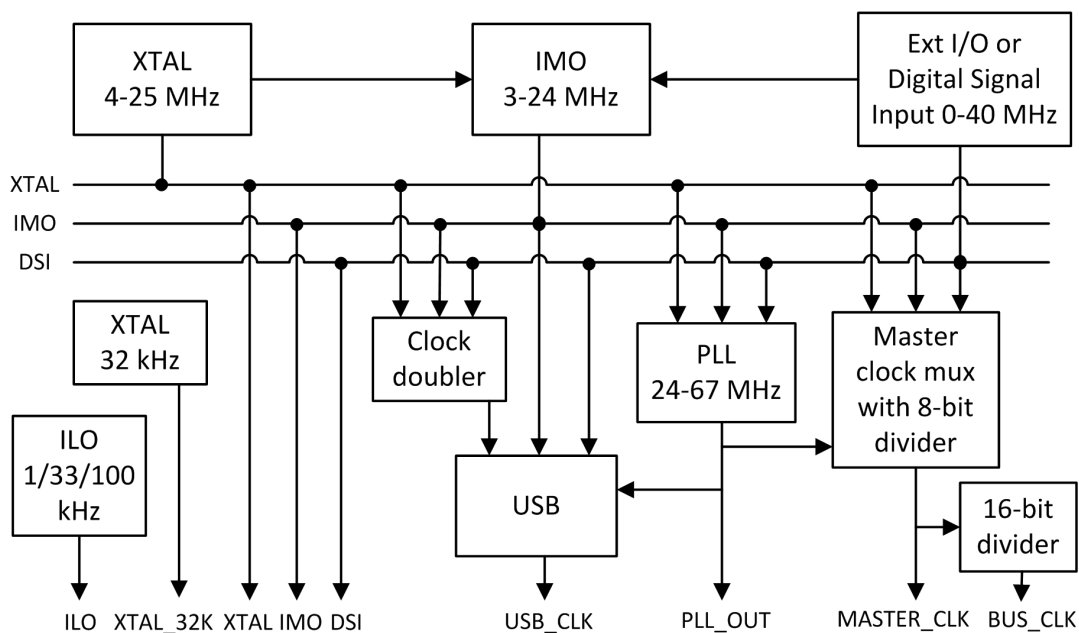 XTAL
4-25 MHz
IMO
3-24 MHz
Ext I/O or
Digital Signal
Input 0-40 MHz
XTAL
IMO
DSI
XTAL
32 kHz
Clock
doubler
PLL
24-67 MHz
Master
clock mux
with 8-bit
divider
ILO
1/33/100
kHz
USB
16-bit
divider
ILO
XTAL_32K
XTAL
IMO
DSI
USB_CLK
PLL_OUT
MASTER_CLK
BUS_CLK